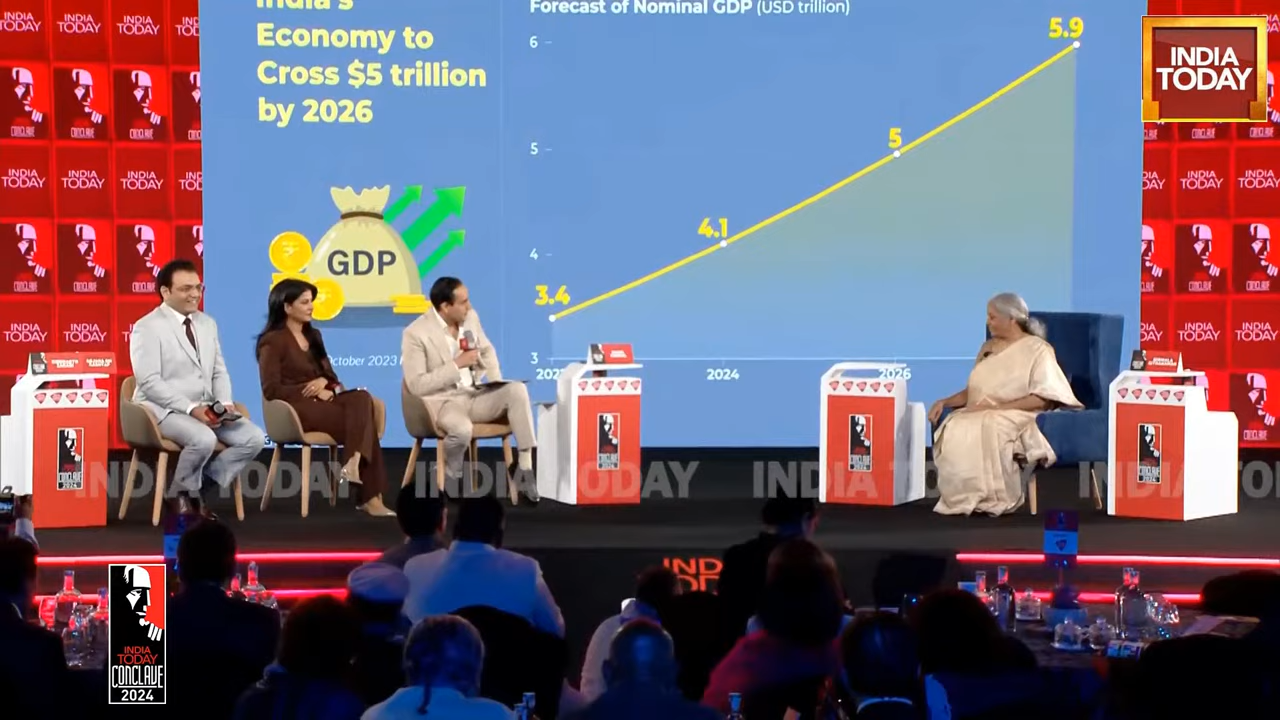 India's
Economy to
Cross $5 trillion
by 2026
Forecast of Nominal GDP (USD trillion)
6
5.9
5
5
4.1
4
3.4
3
2024
2026
GDP
October 2023
INDIA
TODAY
INDIA TODAY INDIA TODAY INDIA TODAY
INDIA
TODAY
CONCLAVE
2024